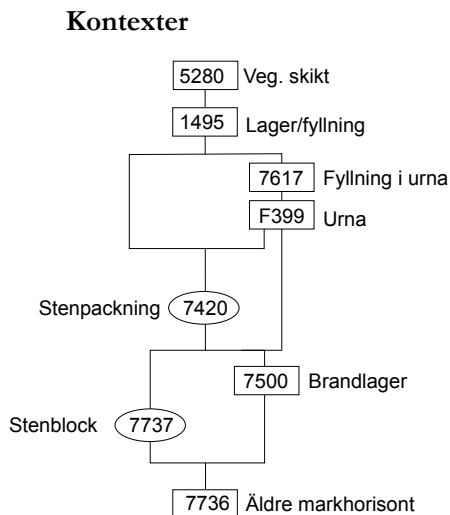 Kontexter
5280 Veg. skikt
1495 Lager/fyllning
7617 Fyllning i urna
F399 Urna
Stenpackning 7420
7500 Brandlager
Stenblock 7737
7736 Äldre markhorisont